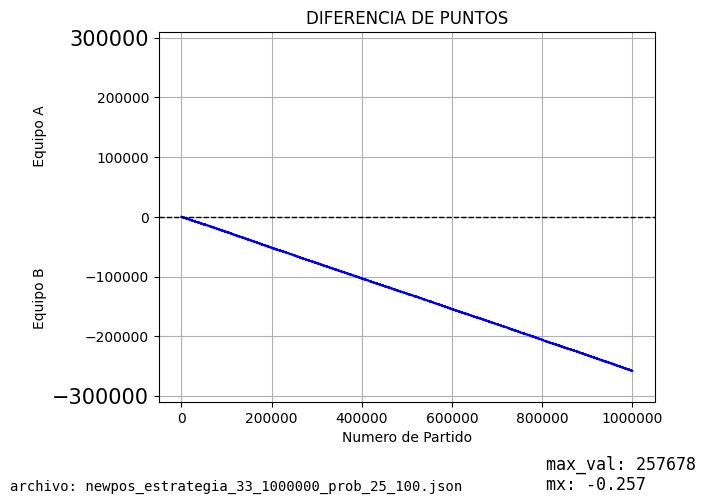 DIFERENCIA DE PUNTOS
300000
200000
100000
0
−100000
−200000
−300000
Equipo A
Equipo B
0 200000 400000 600000 800000 1000000
Numero de Partido
max_val: 257678
archivo: newpos_estrategia_33_1000000_prob_25_100.json mx: -0.257